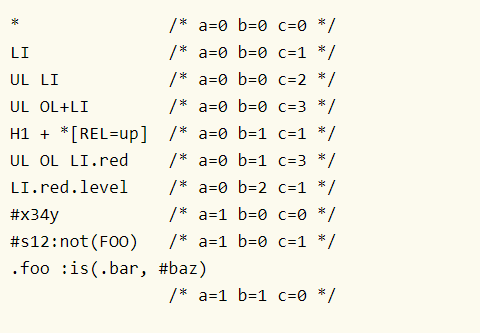 *               /* a=0 b=0 c=0 */
LI              /* a=0 b=0 c=1 */
UL LI           /* a=0 b=0 c=2 */
UL OL+LI        /* a=0 b=0 c=3 */
H1 + *[REL=up]  /* a=0 b=1 c=1 */
UL OL LI.red    /* a=0 b=1 c=3 */
LI.red.level    /* a=0 b=2 c=1 */
#x34y           /* a=1 b=0 c=0 */
#s12:not(FOO)   /* a=1 b=0 c=1 */
.foo :is(.bar, #baz)
                /* a=1 b=1 c=0 */